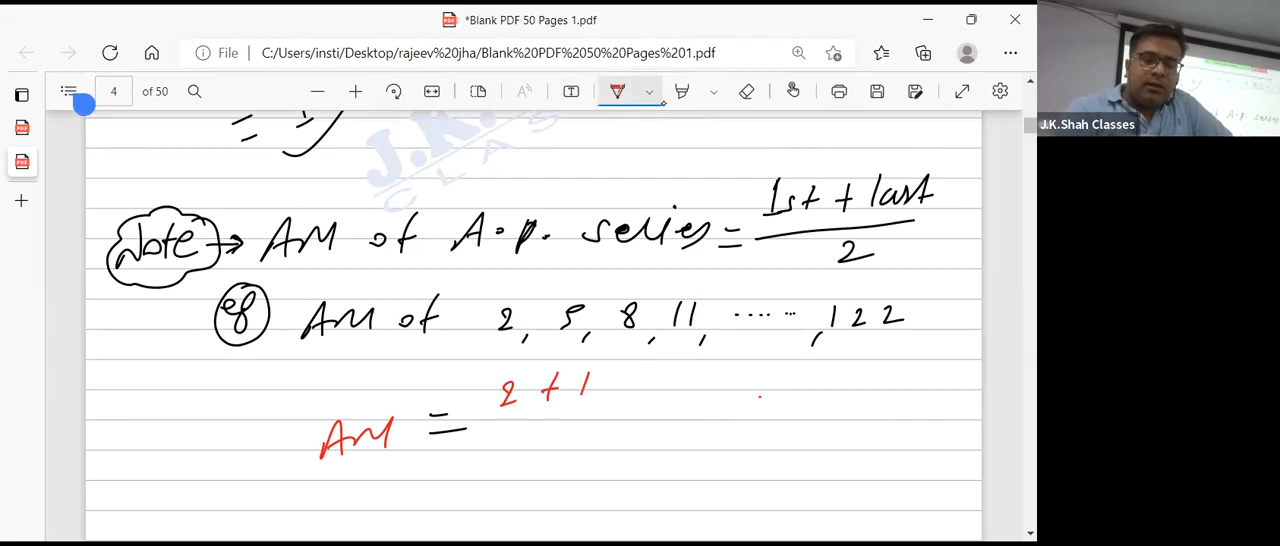 *Blank PDF 50 Pages 1.pdf
File C:/Users/insti/Desktop/rajeev%20jha/Blank%20PDF%2050%20Pages%201.pdf
4 of 50
J.K.Shah Classes
= 1y
J.K.
CLAS
Note → AM of A.P. series = 1st + last / 2
eg AM of 2, 5, 8, 11, ......, 122
AM = 2 + 1